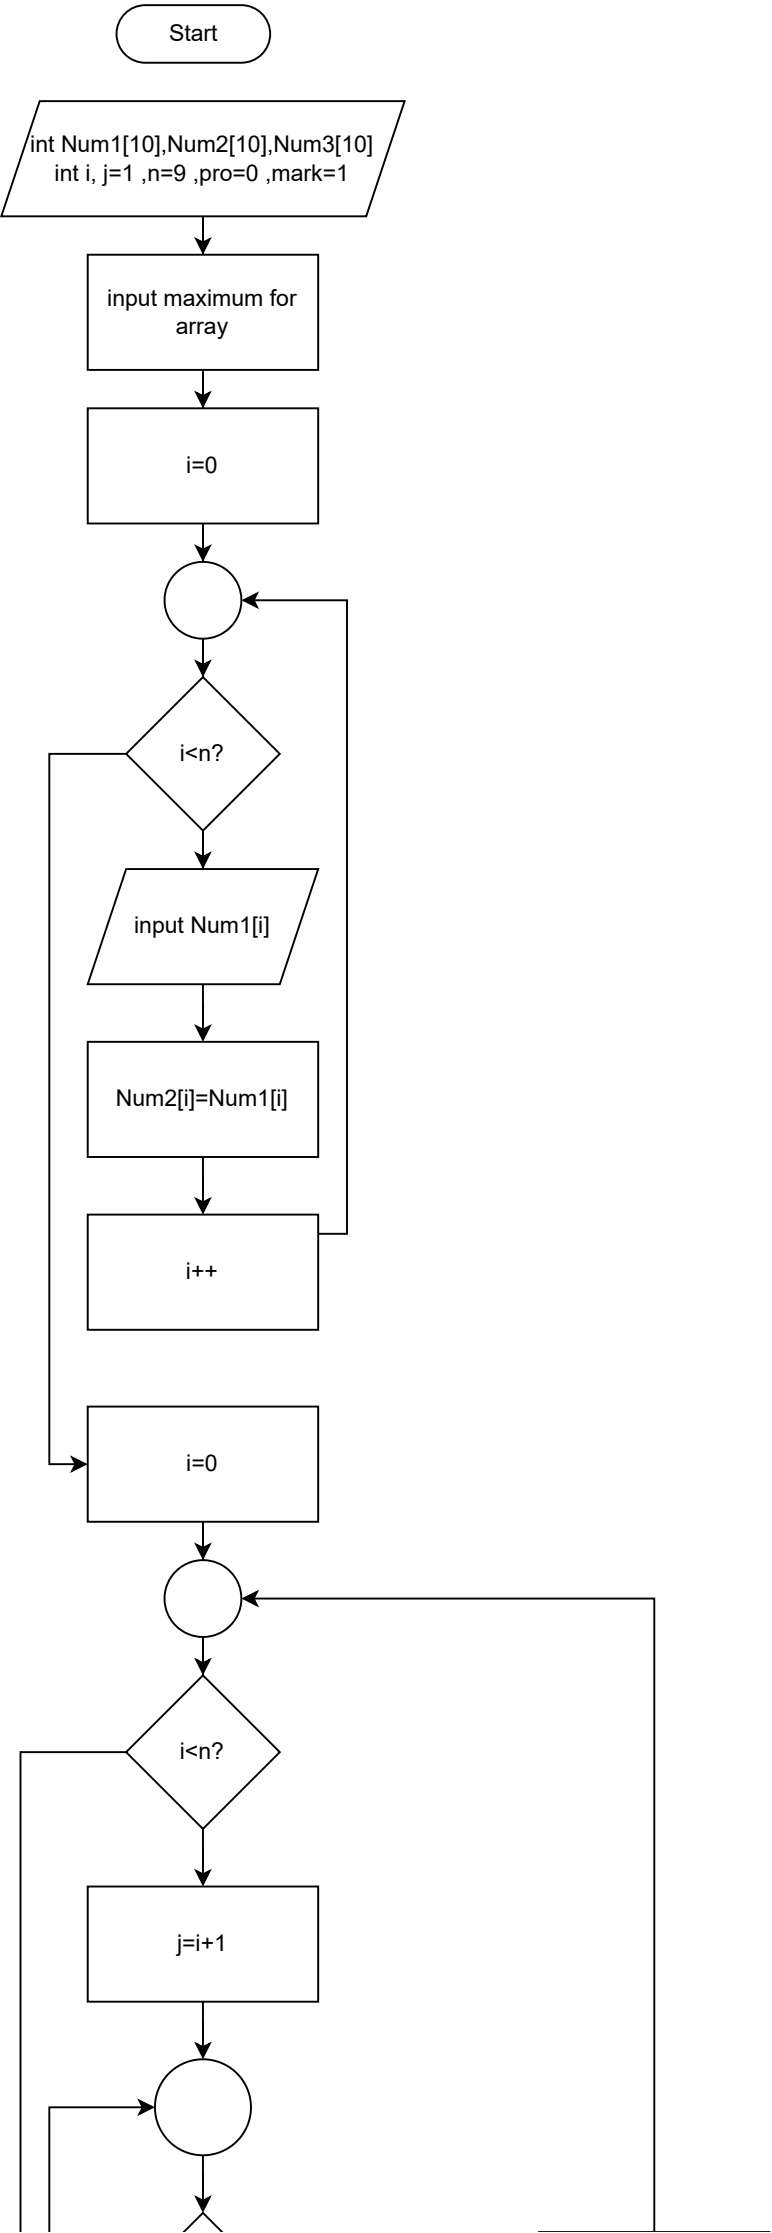 Start
int Num1[10],Num2[10],Num3[10]
int i, j=1 ,n=9 ,pro=0 ,mark=1
input maximum for
array
i=0
i<n?
input Num1[i]
Num2[i]=Num1[i]
i++
i=0
i<n?
j=i+1